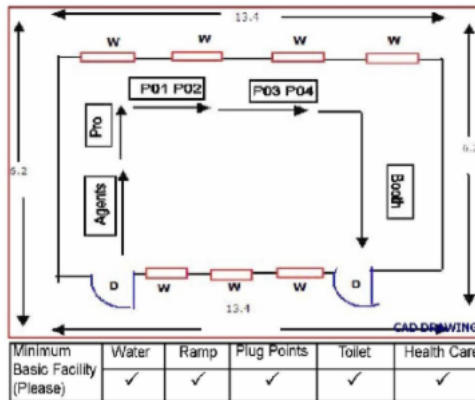 13.4
W W W W
P01 P02 P03 P04
Pro
6.2
Agents
Booth
D W W W D
13.4
CAD DRAWING
Minimum Basic Facility (Please) Water Ramp Plug Points Toilet Health Care
✓ ✓ ✓ ✓ ✓